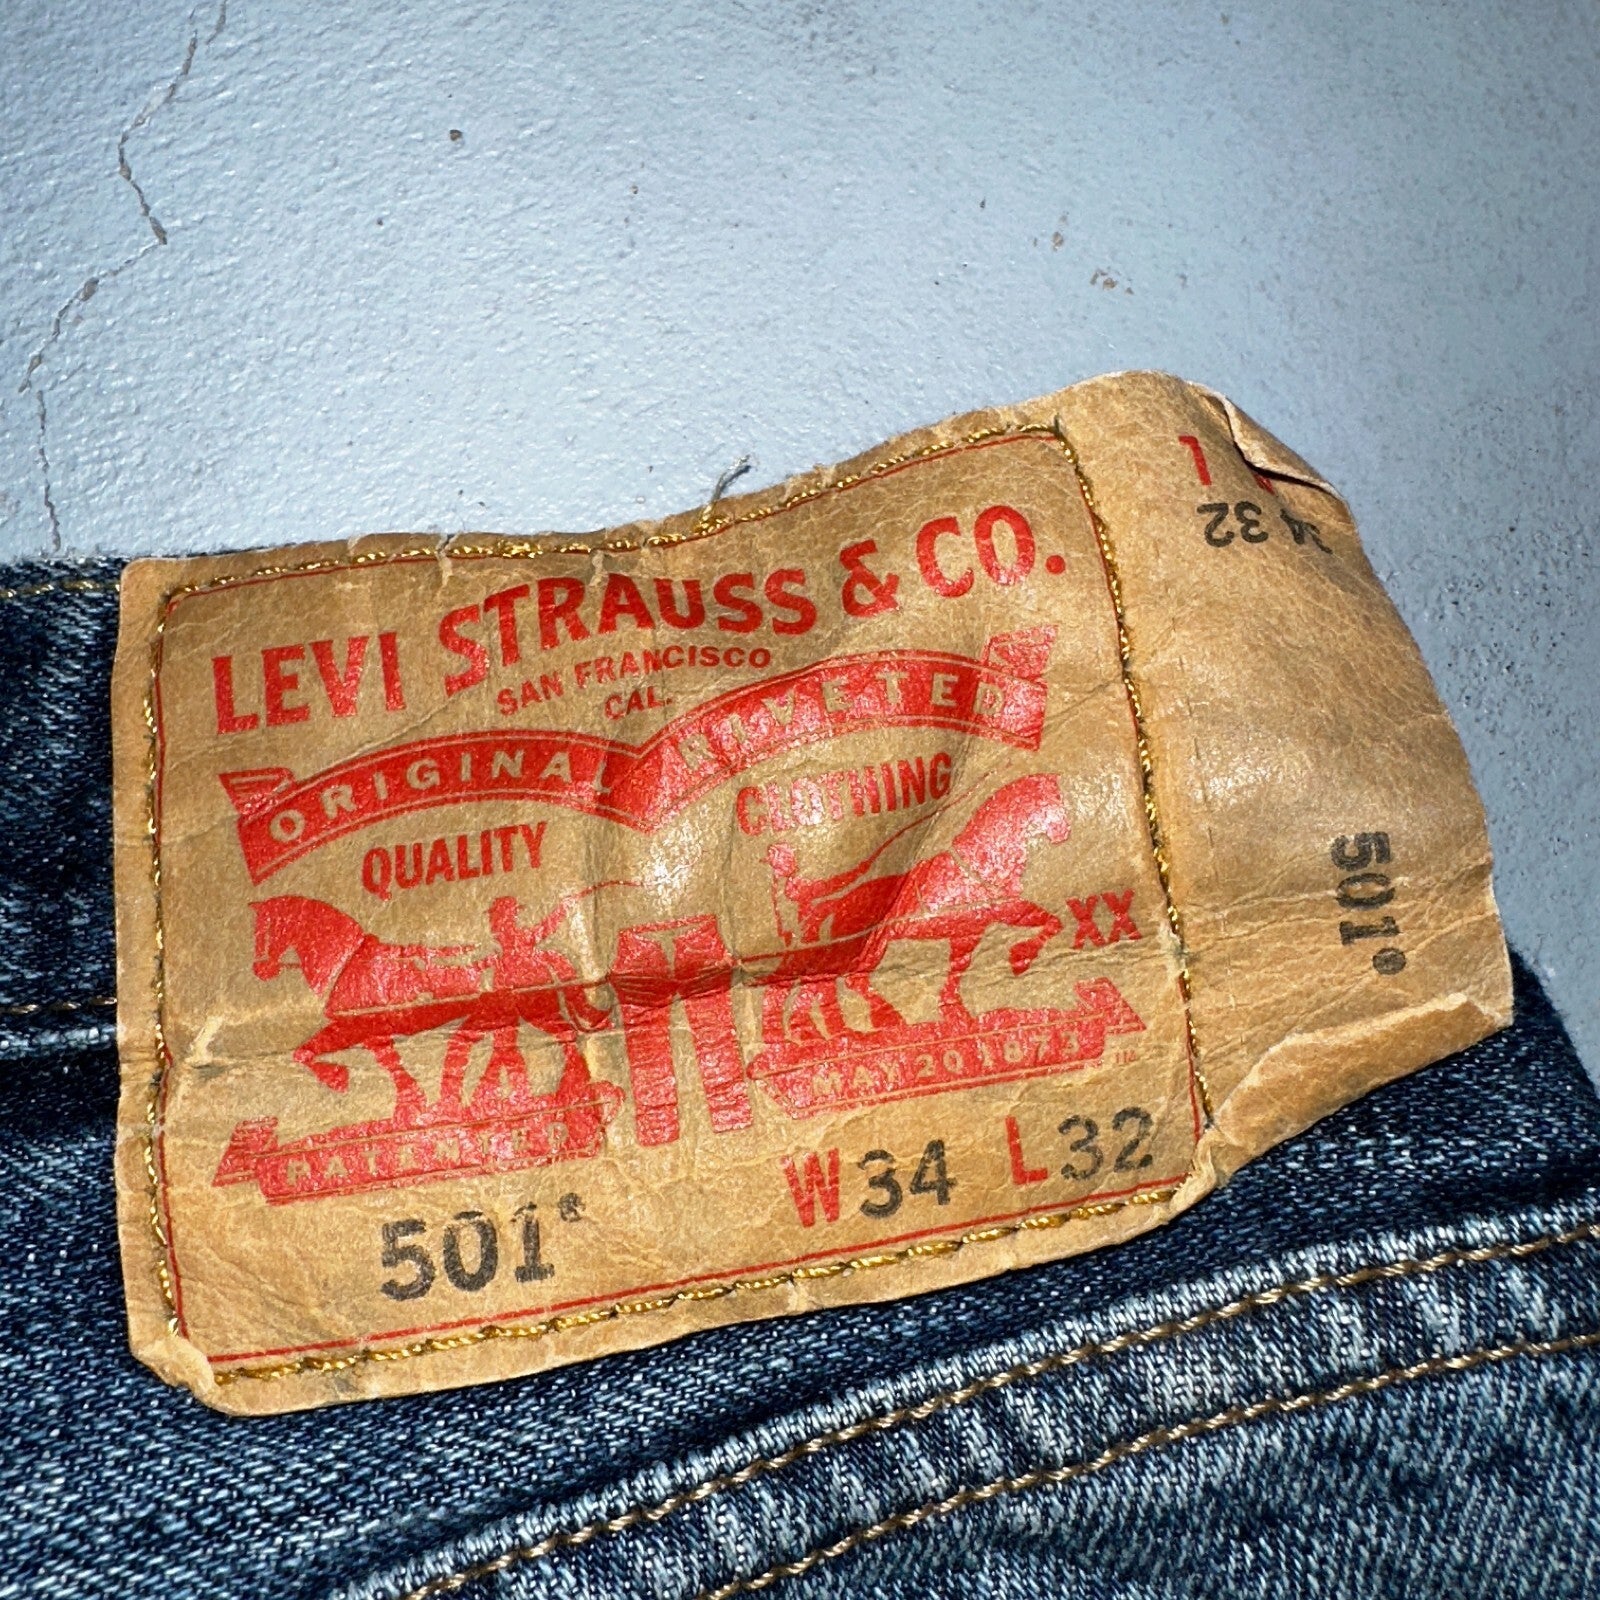 LEVI STRAUSS & CO.
SAN FRANCISCO
CAL.
ORIGINAL RIVETED
QUALITY CLOTHING
XX
PATENTED MAY 20 1873 TM
501® W34 L32
32
501®